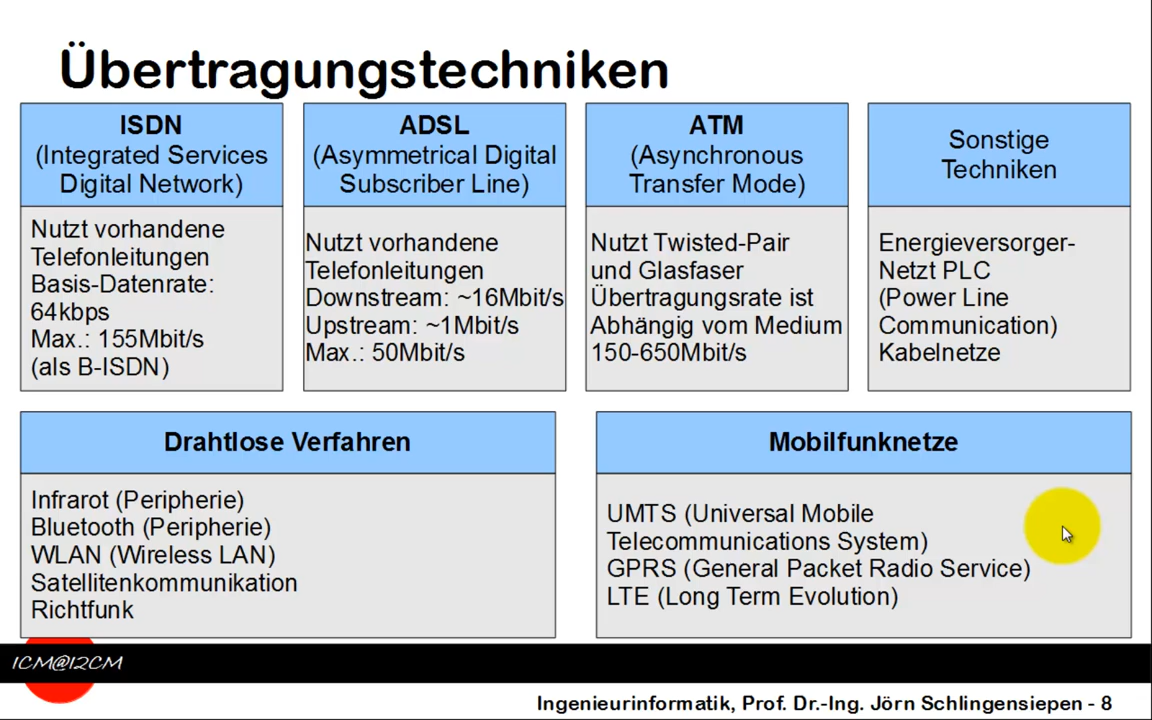 Übertragungstechniken
ISDN
(Integrated Services
Digital Network)
Nutzt vorhandene
Telefonleitungen
Basis-Datenrate:
64kbps
Max.: 155Mbit/s
(als B-ISDN)
ADSL
(Asymmetrical Digital
Subscriber Line)
Nutzt vorhandene
Telefonleitungen
Downstream: ~16Mbit/s
Upstream: ~1Mbit/s
Max.: 50Mbit/s
ATM
(Asynchronous
Transfer Mode)
Nutzt Twisted-Pair
und Glasfaser
Übertragungsrate ist
Abhängig vom Medium
150-650Mbit/s
Sonstige
Techniken
Energieversorger-
Netzt PLC
(Power Line
Communication)
Kabelnetze
Drahtlose Verfahren
Infrarot (Peripherie)
Bluetooth (Peripherie)
WLAN (Wireless LAN)
Satellitenkommunikation
Richtfunk
Mobilfunknetze
UMTS (Universal Mobile
Telecommunications System)
GPRS (General Packet Radio Service)
LTE (Long Term Evolution)
ICM@I2CM
Ingenieurinformatik, Prof. Dr.-Ing. Jörn Schlingensiepen - 8